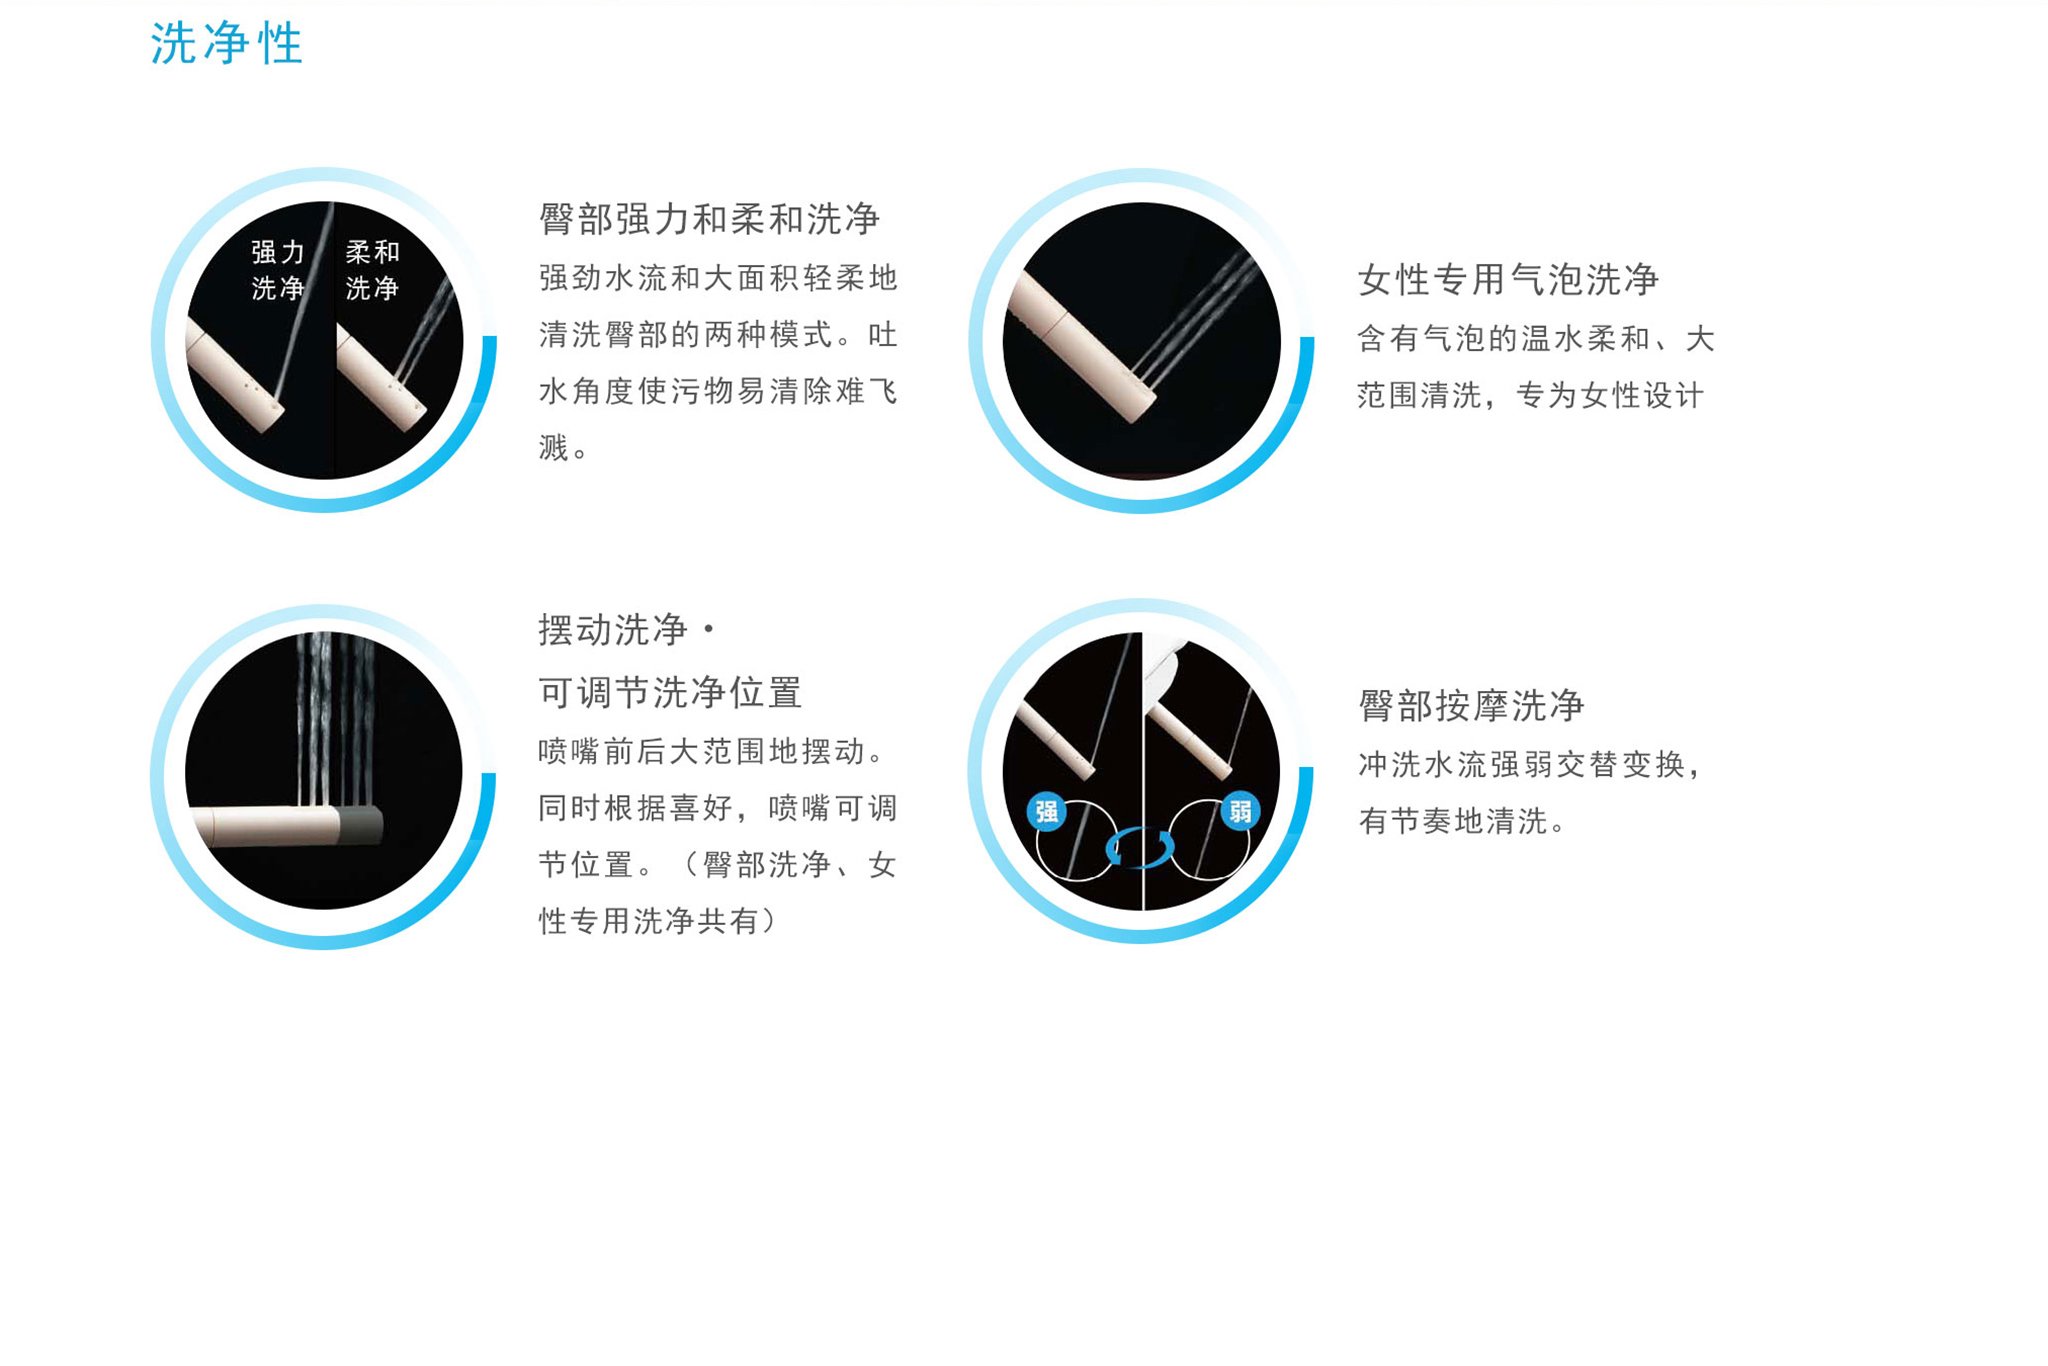 洗净性
强力
洗净
柔和
洗净
臀部强力和柔和洗净
强劲水流和大面积轻柔地
清洗臀部的两种模式。吐
水角度使污物易清除难飞
溅。
女性专用气泡洗净
含有气泡的温水柔和、大
范围清洗，专为女性设计
摆动洗净·
可调节洗净位置
喷嘴前后大范围地摆动。
同时根据喜好，喷嘴可调
节位置。（臀部洗净、女
性专用洗净共有）
强
弱
臀部按摩洗净
冲洗水流强弱交替变换，
有节奏地清洗。